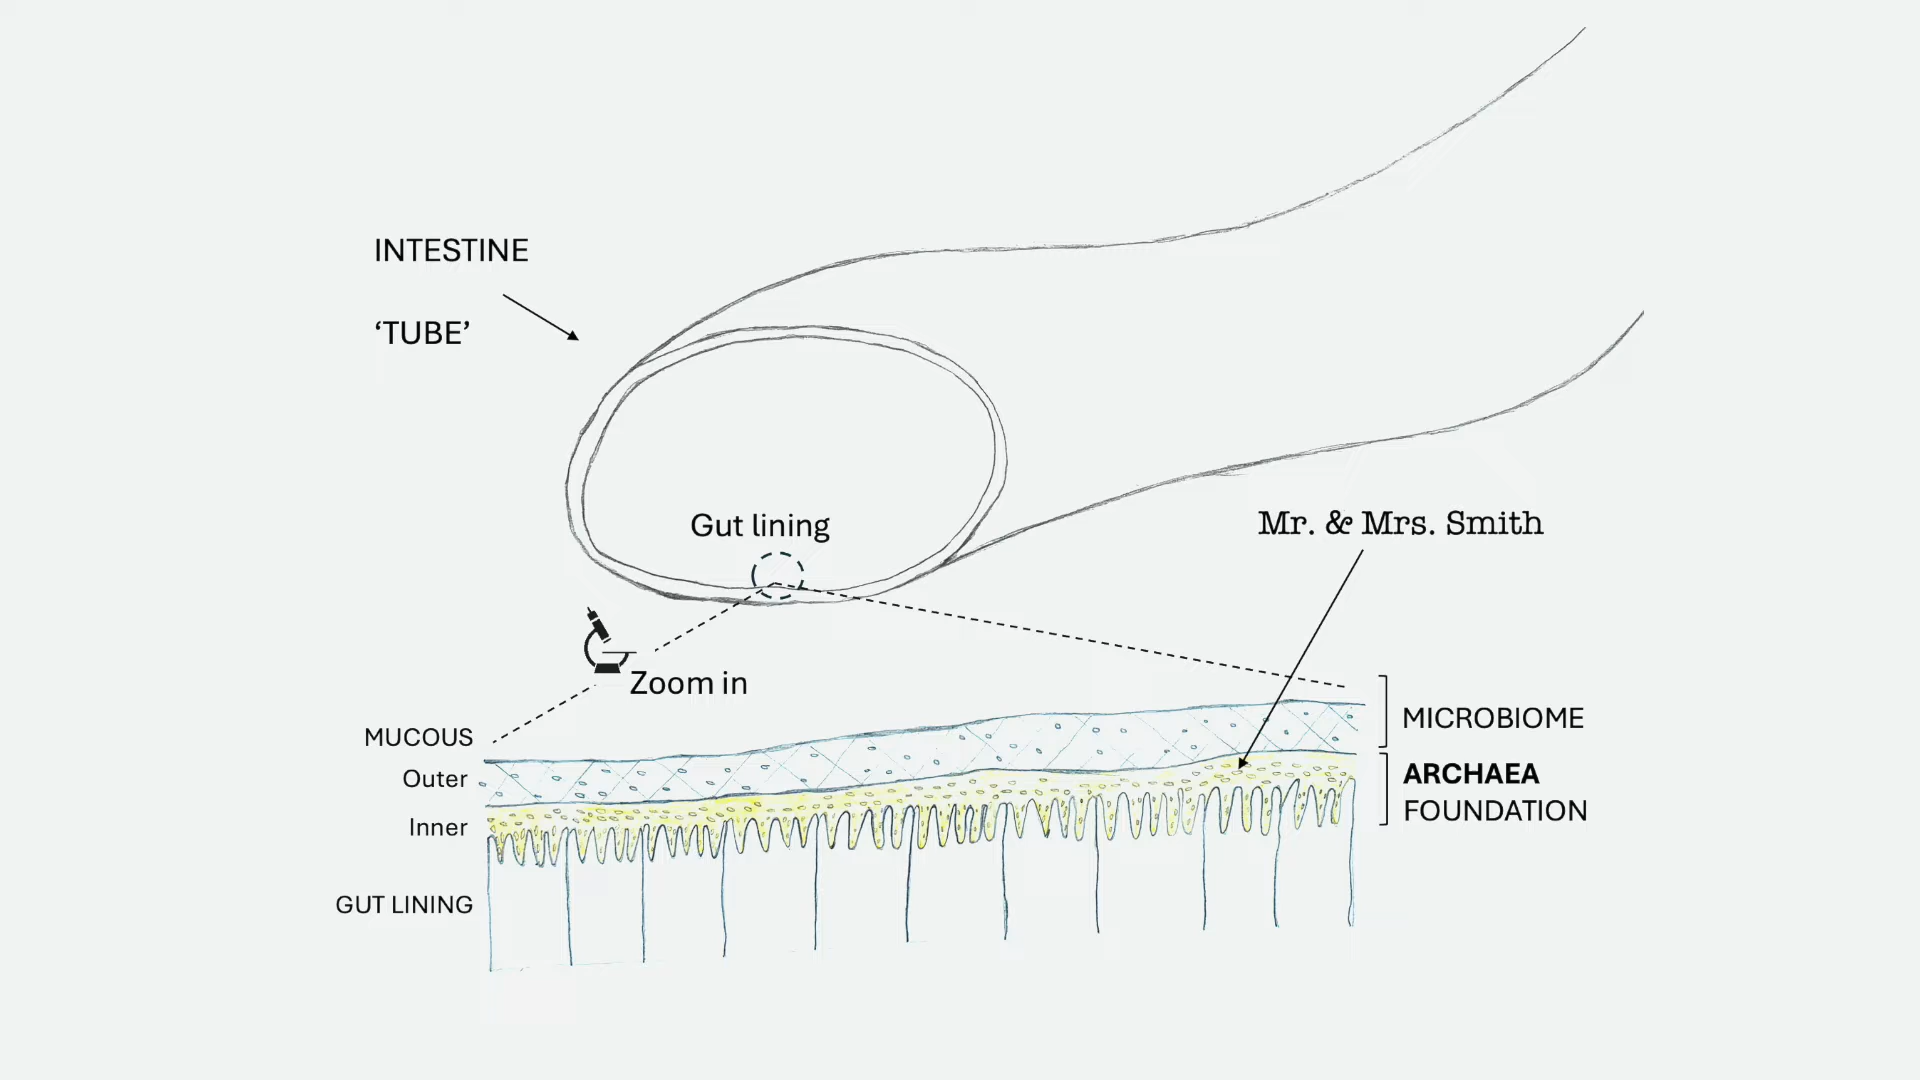 INTESTINE
‘TUBE’
Gut lining
Mr. & Mrs. Smith
Zoom in
MUCOUS
Outer
Inner
GUT LINING
MICROBIOME
ARCHAEA
FOUNDATION